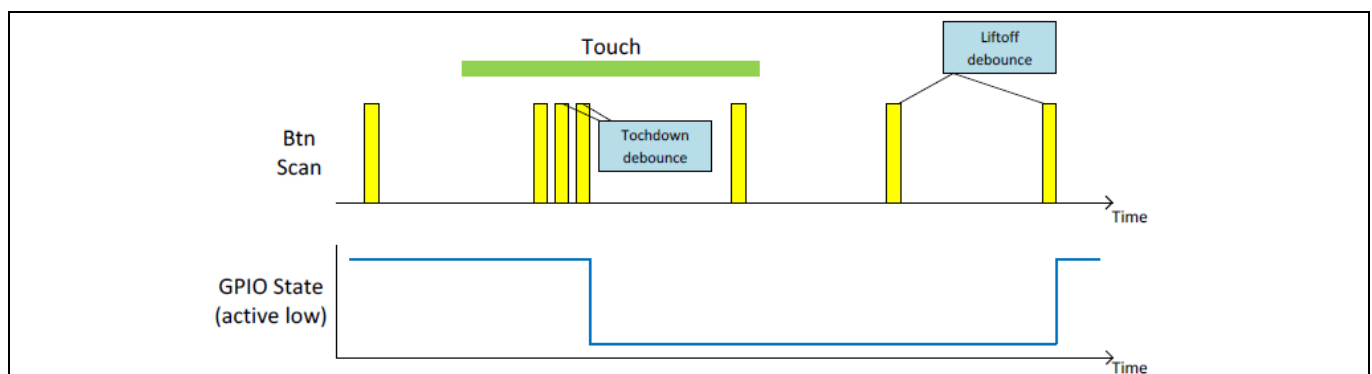 Touch
Liftoff
debounce
Btn
Scan
Tochdown
debounce
Time
GPIO State
(active low)
Time